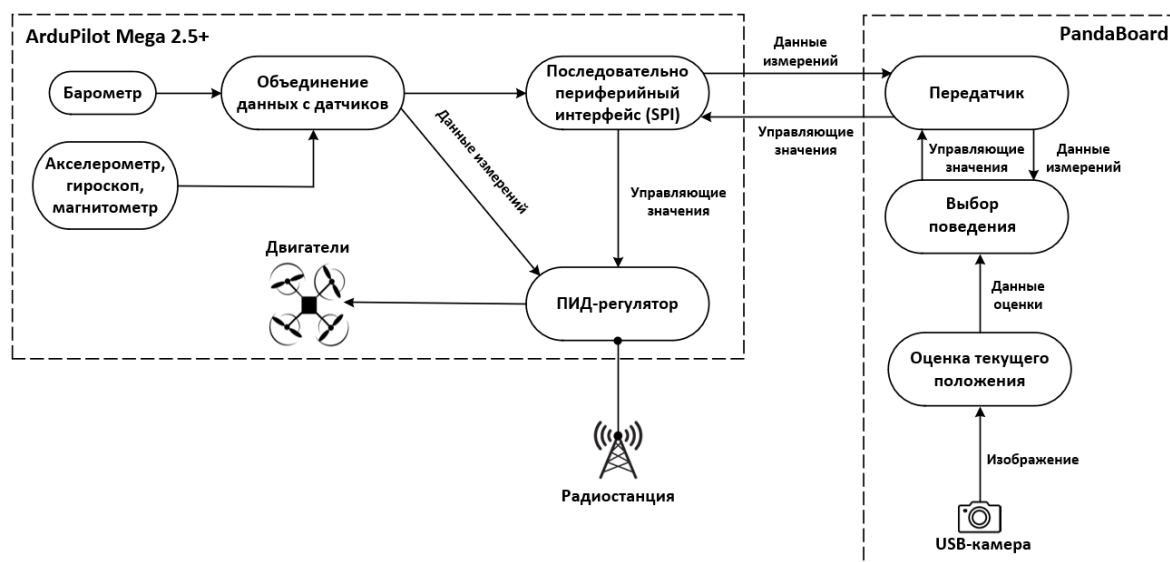 ArduPilot Mega 2.5+
PandaBoard
Барометр
Объединение
данных с датчиков
Последовательно
периферийный
интерфейс (SPI)
Данные
измерений
Передатчик
Управляющие
значения
Акселерометр,
гироскоп,
магнитометр
Данные измерений
Управляющие
значения
Управляющие
значения
Данные
измерений
Выбор
поведения
Двигатели
ПИД-регулятор
Данные
оценки
Оценка текущего
положения
Радиостанция
Изображение
USB-камера